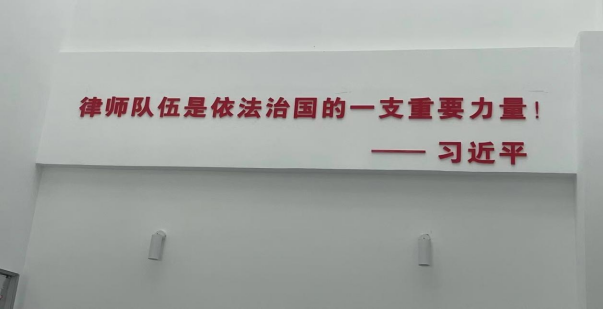 律师队伍是依法治国的一支重要力量!
—— 习近平